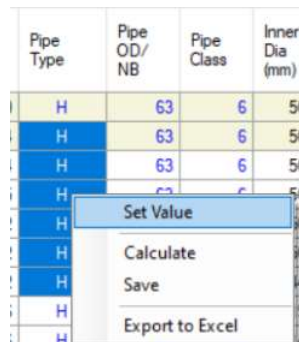 Pipe Type Pipe OD/ NB Pipe Class Inner Dia (mm)
H 63 6
H 63 6
H 63 6
H
H Set Value
H Calculate
H Save
H Export to Excel
H